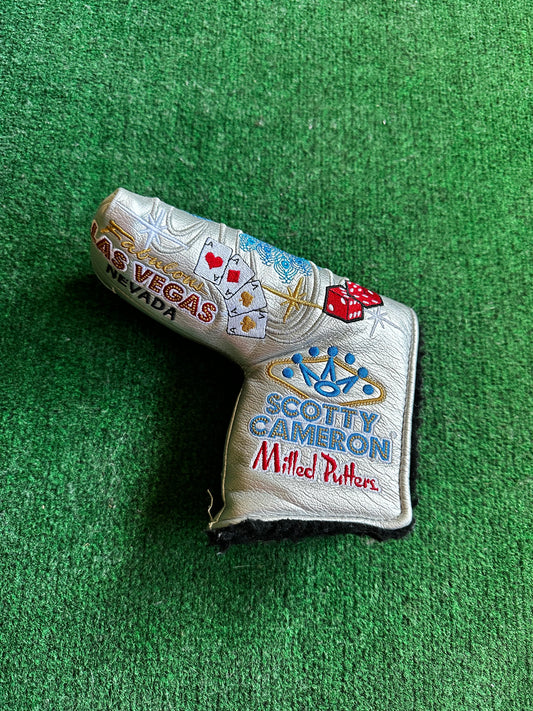 Fabulous
LAS VEGAS
NEVADA
A
A
A
A
SCOTTY
CAMERON
Milled Putters